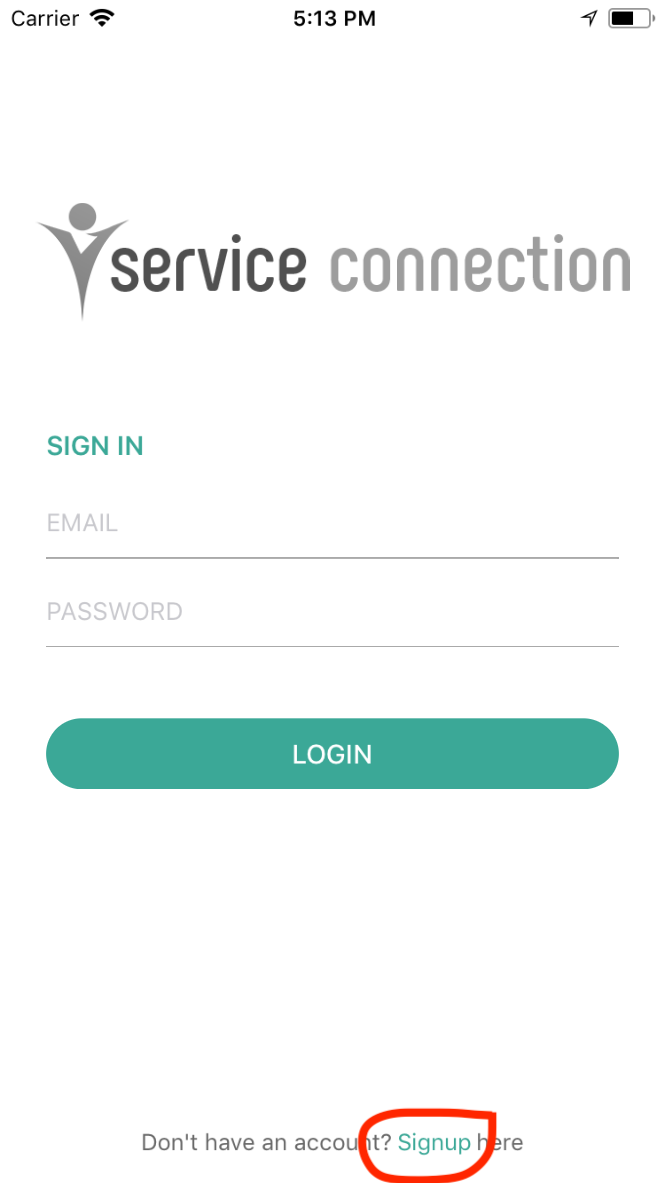 Carrier 5:13 PM
service connection
SIGN IN
EMAIL
PASSWORD
LOGIN
Don't have an account? Signup here